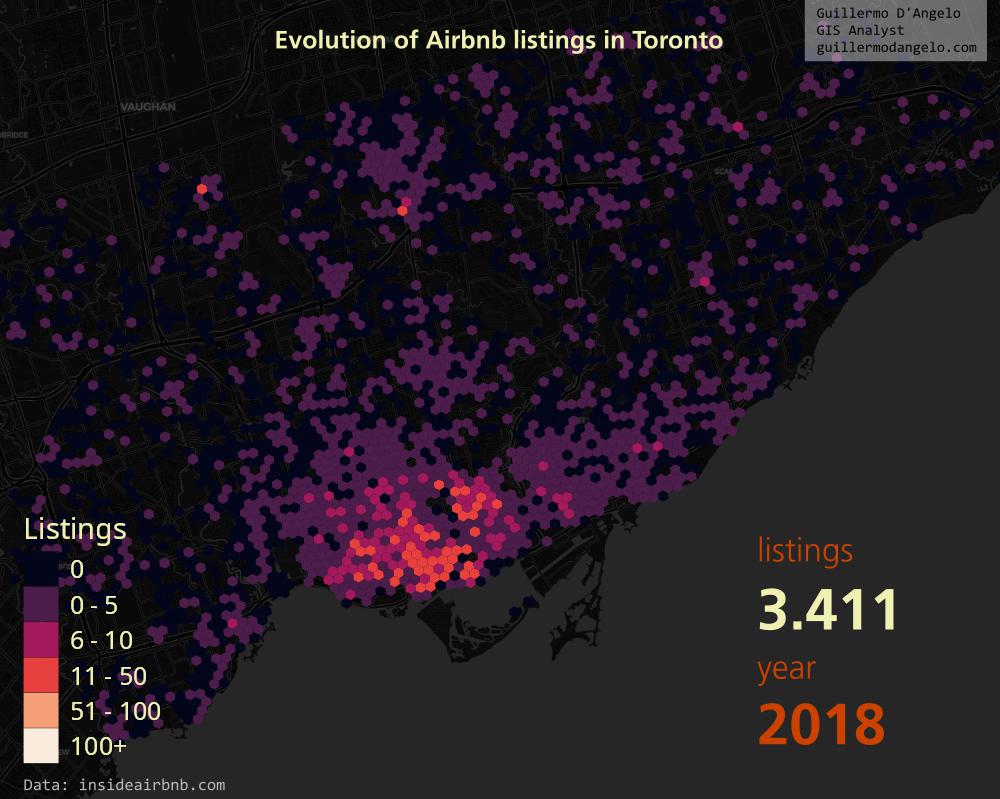 Guillermo D'Angelo
GIS Analyst
guillermodangelo.com
Evolution of Airbnb listings in Toronto
VAUGHAN
Listings
0
0 - 5
6 - 10
11 - 50
51 - 100
100+
listings
3.411
year
2018
Data: insideairbnb.com